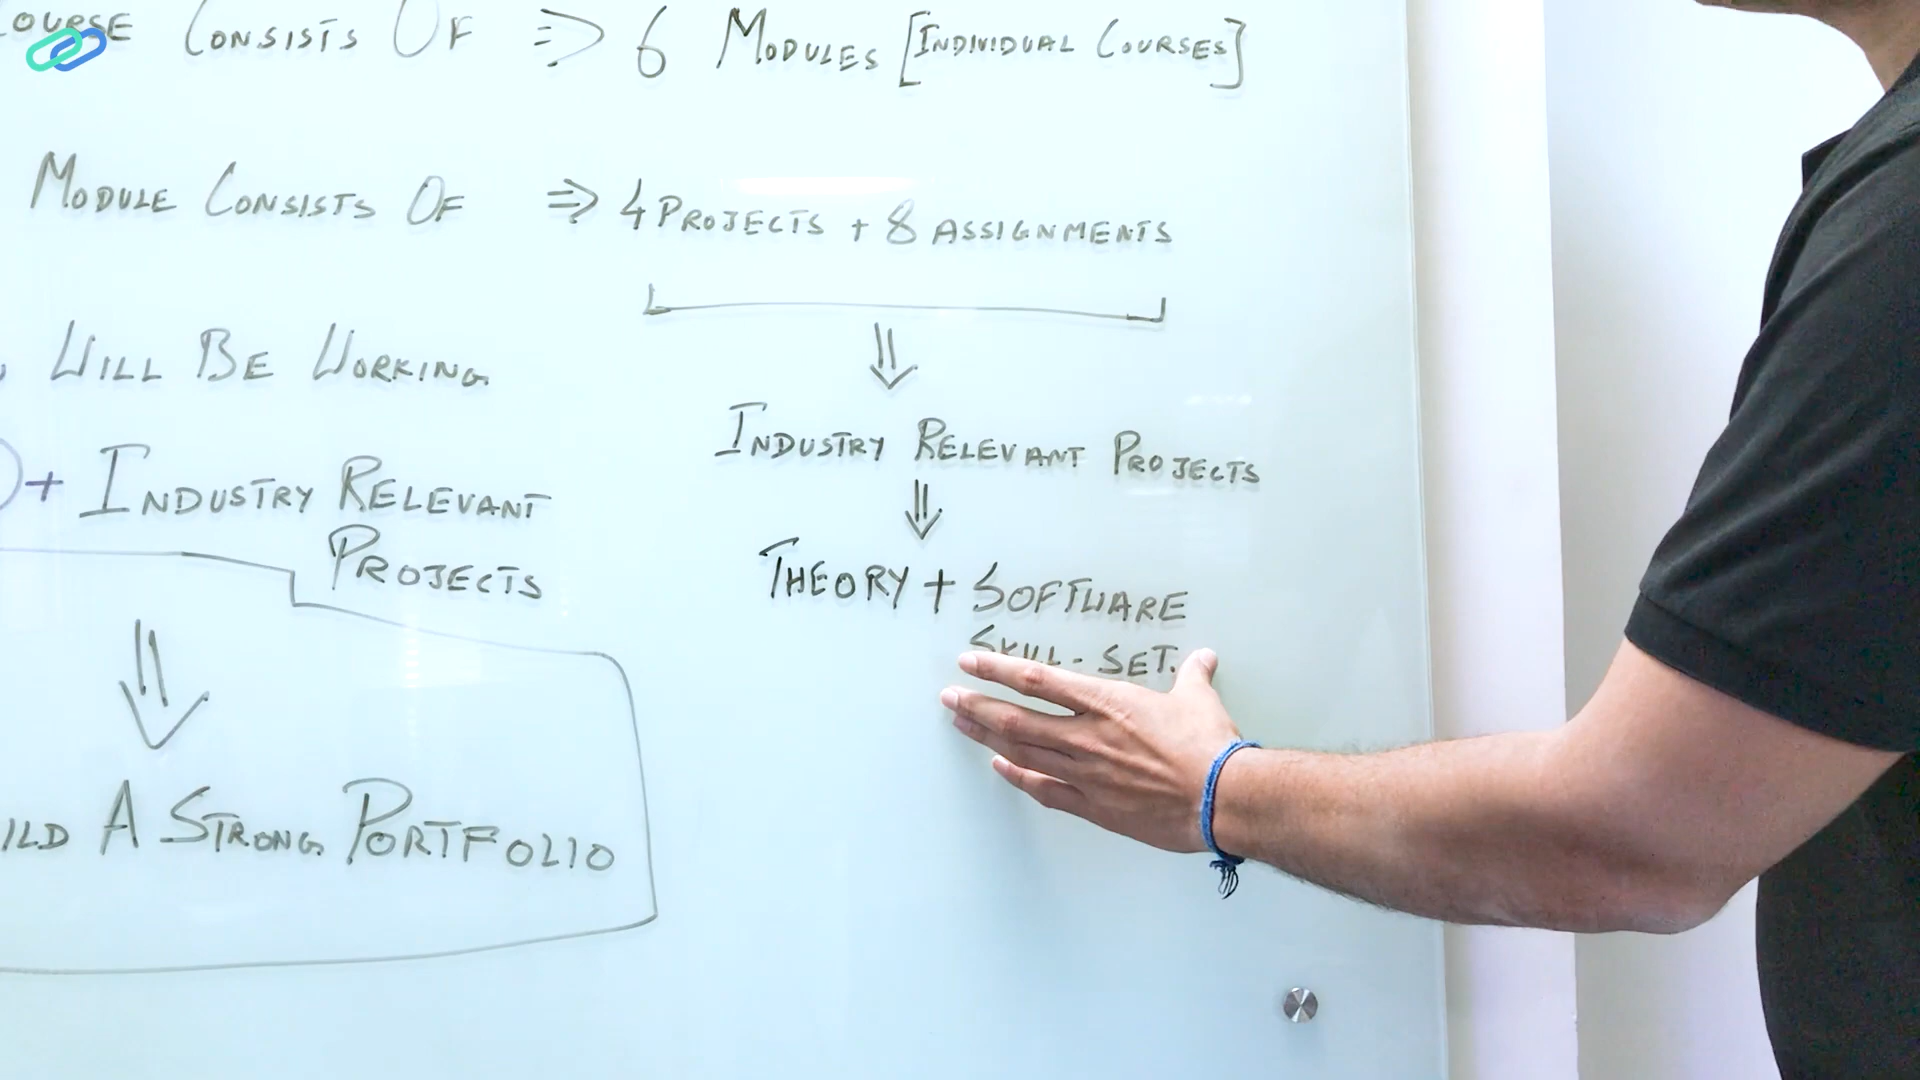 COURSE CONSISTS OF ⇒ 6 MODULES [INDIVIDUAL COURSES]
MODULE CONSISTS OF ⇒ 4 PROJECTS + 8 ASSIGNMENTS
WILL BE WORKING
+ INDUSTRY RELEVANT
PROJECTS
A STRONG PORTFOLIO
INDUSTRY RELEVANT PROJECTS
THEORY + SOFTWARE
SKILL-SET.